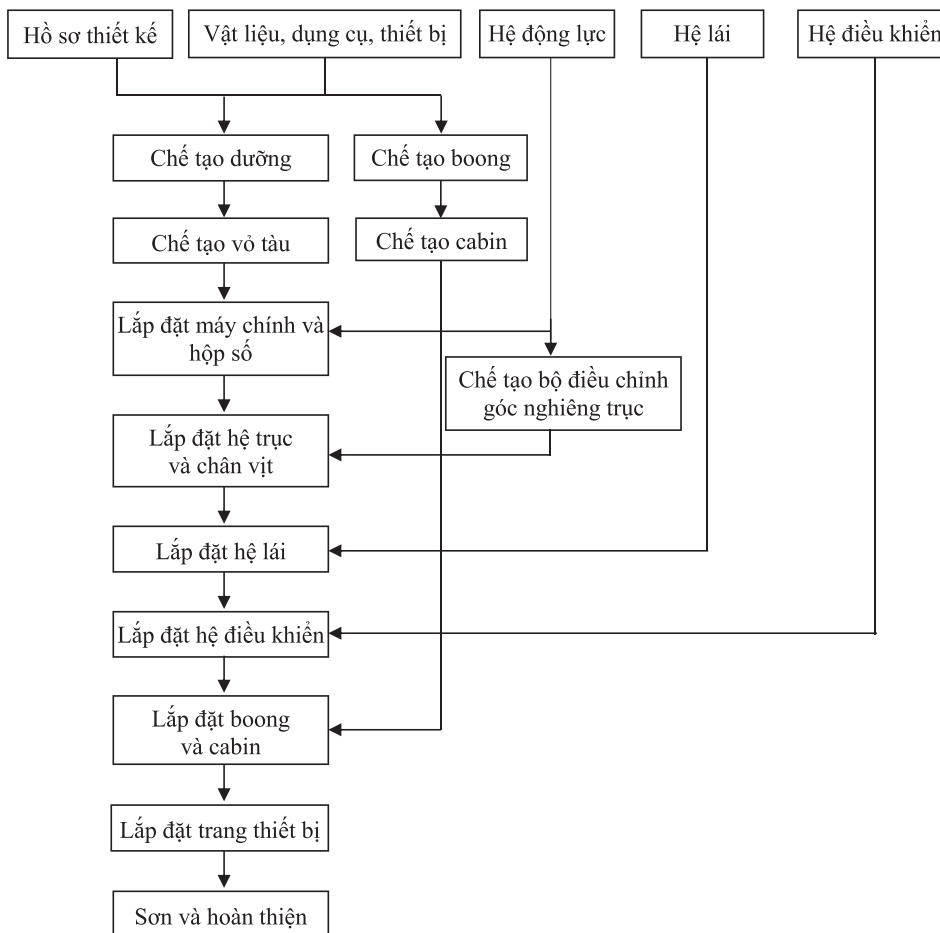 Hồ sơ thiết kế
Vật liệu, dụng cụ, thiết bị
Hệ động lực
Hệ lái
Hệ điều khiển
Chế tạo dưỡng
Chế tạo boong
Chế tạo vỏ tàu
Chế tạo cabin
Lắp đặt máy chính và
hộp số
Chế tạo bộ điều chỉnh
góc nghiêng trục
Lắp đặt hệ trục
và chân vịt
Lắp đặt hệ lái
Lắp đặt hệ điều khiển
Lắp đặt boong
và cabin
Lắp đặt trang thiết bị
Sơn và hoàn thiện